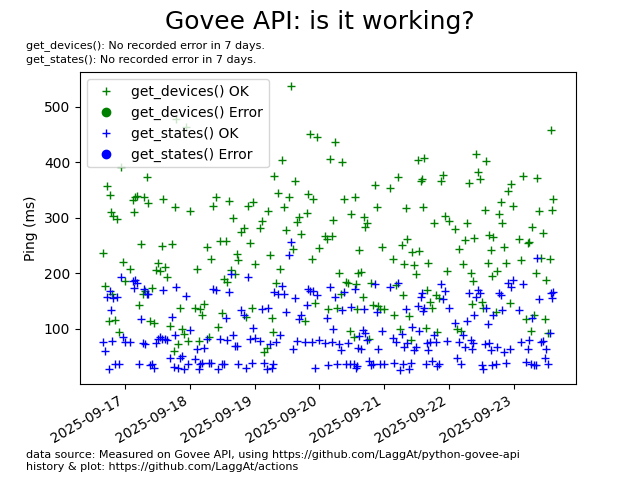 Govee API: is it working?
get_devices(): No recorded error in 7 days.
get_states(): No recorded error in 7 days.
get_devices() OK
get_devices() Error
get_states() OK
get_states() Error
500
400
300
200
100
Ping (ms)
2025-09-17
2025-09-18
2025-09-19
2025-09-20
2025-09-21
2025-09-22
2025-09-23
data source: Measured on Govee API, using https://github.com/LaggAt/python-govee-api
history & plot: https://github.com/LaggAt/actions